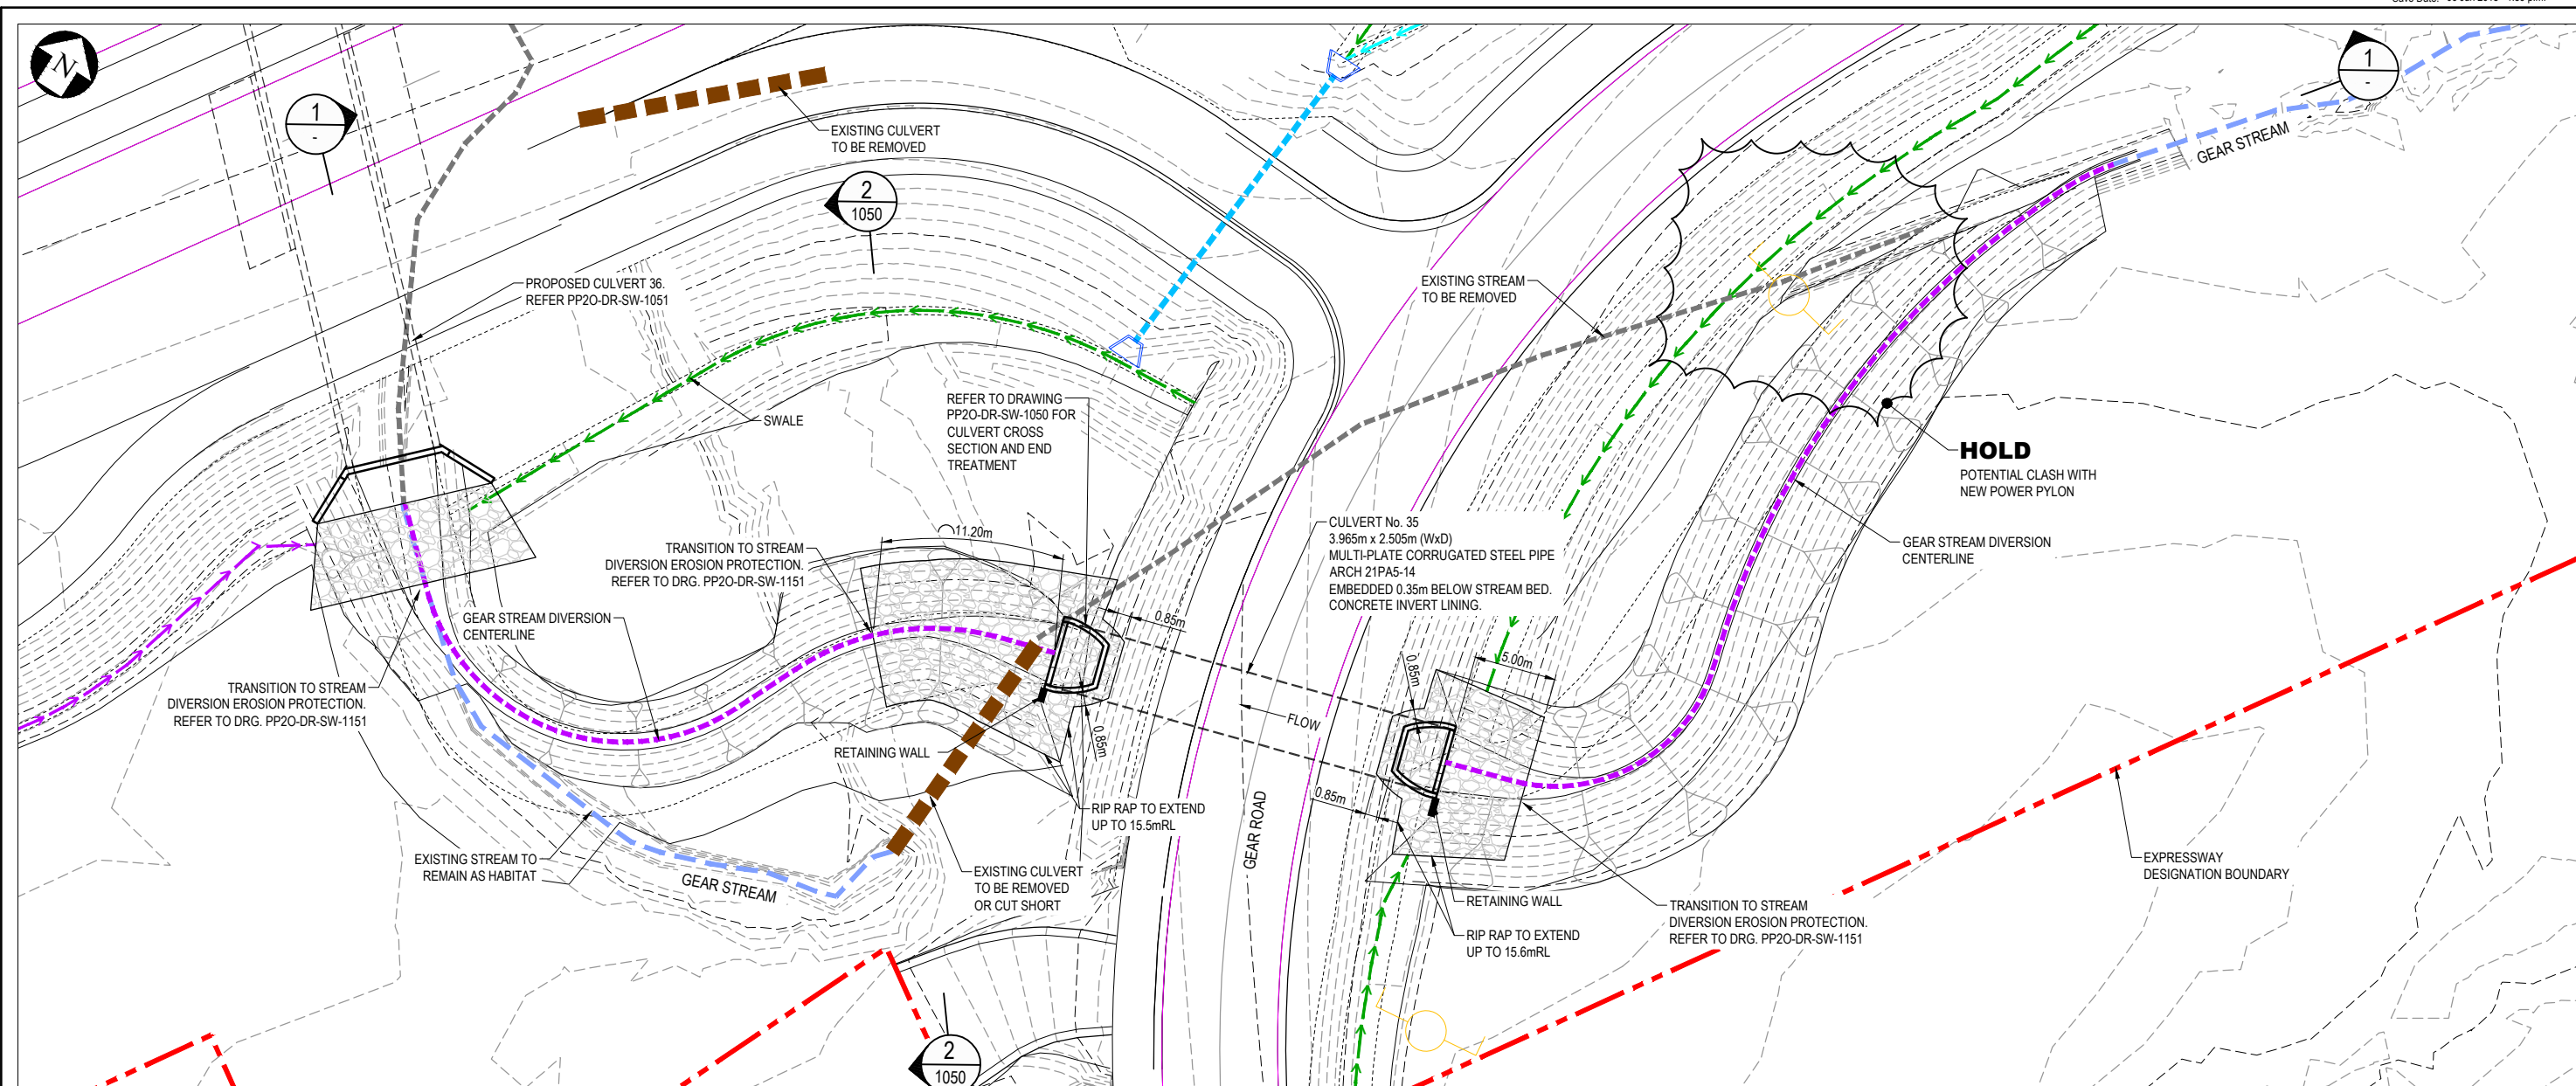 N
1
-
1
-
EXISTING CULVERT
TO BE REMOVED
2
1050
PROPOSED CULVERT 36.
REFER PP2O-DR-SW-1051
EXISTING STREAM
TO BE REMOVED
GEAR STREAM
SWALE
REFER TO DRAWING
PP2O-DR-SW-1050 FOR
CULVERT CROSS
SECTION AND END
TREATMENT
HOLD
POTENTIAL CLASH WITH
NEW POWER PYLON
11.20m
CULVERT No. 35
3.965m x 2.505m (WxD)
MULTI-PLATE CORRUGATED STEEL PIPE
ARCH 21PA5-14
EMBEDDED 0.35m BELOW STREAM BED.
CONCRETE INVERT LINING.
TRANSITION TO STREAM
DIVERSION EROSION PROTECTION.
REFER TO DRG. PP2O-DR-SW-1151
GEAR STREAM DIVERSION
CENTERLINE
GEAR STREAM DIVERSION
CENTERLINE
0.85m
0.85m
5.00m
TRANSITION TO STREAM
DIVERSION EROSION PROTECTION.
REFER TO DRG. PP2O-DR-SW-1151
FLOW
RETAINING WALL
0.85m
0.85m
RIP RAP TO EXTEND
UP TO 15.5mRL
GEAR ROAD
EXISTING STREAM TO
REMAIN AS HABITAT
GEAR STREAM
EXISTING CULVERT
TO BE REMOVED
OR CUT SHORT
EXPRESSWAY
DESIGNATION BOUNDARY
RETAINING WALL
RIP RAP TO EXTEND
UP TO 15.6mRL
TRANSITION TO STREAM
DIVERSION EROSION PROTECTION.
REFER TO DRG. PP2O-DR-SW-1151
2
1050